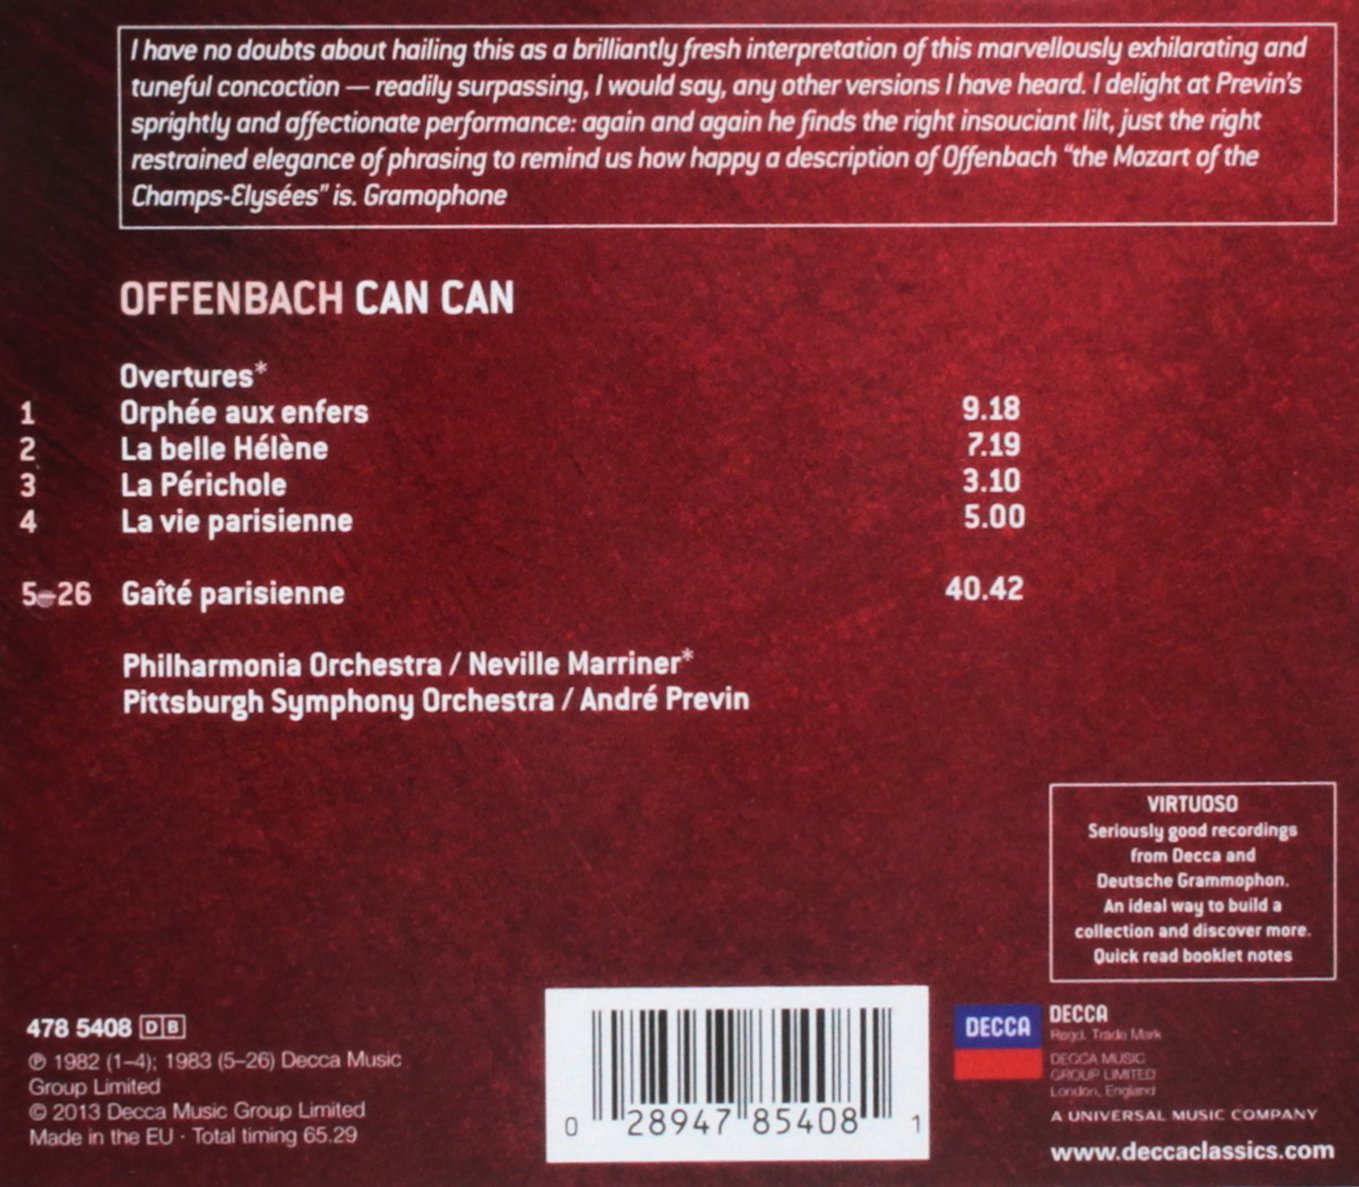 I have no doubts about hailing this as a brilliantly fresh interpretation of this marvellously exhilarating and
tuneful concoction — readily surpassing, I would say, any other versions I have heard. I delight at Previn's
sprightly and affectionate performance: again and again he finds the right insouciant lilt, just the right
restrained elegance of phrasing to remind us how happy a description of Offenbach “the Mozart of the
Champs-Elysées” is. Gramophone
OFFENBACH CAN CAN
Overtures*
1 Orphée aux enfers 9.18
2 La belle Hélène 7.19
3 La Périchole 3.10
4 La vie parisienne 5.00
5–26 Gaîté parisienne 40.42
Philharmonia Orchestra / Neville Marriner*
Pittsburgh Symphony Orchestra / André Previn
VIRTUOSO
Seriously good recordings
from Decca and
Deutsche Grammophon.
An ideal way to build a
collection and discover more.
Quick read booklet notes
478 5408 DB
℗ 1982 (1–4); 1983 (5–26) Decca Music
Group Limited
© 2013 Decca Music Group Limited
Made in the EU · Total timing 65.29
0 28947 85408 1
DECCA
DECCA
Regd. Trade Mark
DECCA MUSIC
GROUP LIMITED
London, England
A UNIVERSAL MUSIC COMPANY
www.deccaclassics.com